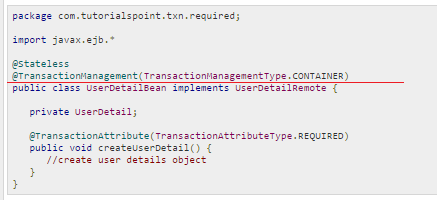 package com.tutorialspoint.txn.required;
import javax.ejb.*
@Stateless
@TransactionManagement(TransactionManagementType.CONTAINER)
public class UserDetailBean implements UserDetailRemote {
private UserDetail;
@TransactionAttribute(TransactionAttributeType.REQUIRED)
public void createUserDetail() {
//create user details object
}
}